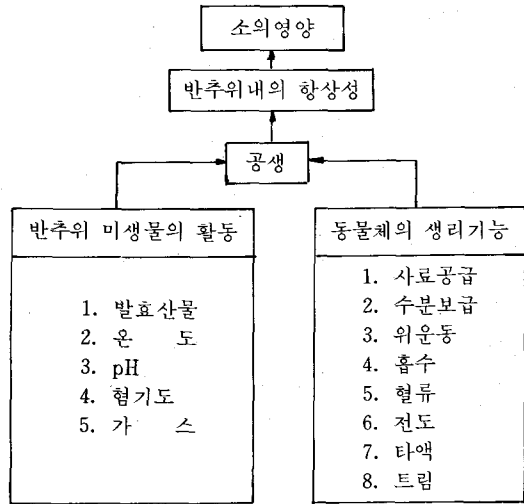 소의영양
반추위내의 항상성
공생
반추위 미생물의 활동
1. 발효산물
2. 온 도
3. pH
4. 혐기도
5. 가 스
동물체의 생리기능
1. 사료공급
2. 수분보급
3. 위운동
4. 흡수
5. 혈류
6. 전도
7. 타액
8. 트림